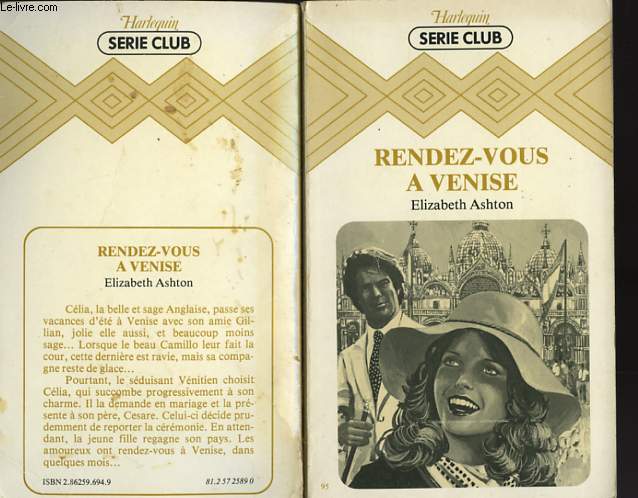 Le-livre.com
Harlequin
SERIE CLUB
RENDEZ-VOUS
A VENISE
Elizabeth Ashton
Célia, la belle et sage Anglaise, passe ses
vacances d'été à Venise avec son amie Gil-
lian, jolie elle aussi, et beaucoup moins
sage... Lorsque le beau Camillo leur fait la
cour, cette dernière est ravie, mais sa compa-
gne reste de glace...
Pourtant, le séduisant Vénitien choisit
Célia, qui succombe progressivement à son
charme. Il la demande en mariage et la pré-
sente à son père, Cesare. Celui-ci décide pru-
demment de reporter la cérémonie. En atten-
dant, la jeune fille regagne son pays. Les
amoureux ont rendez-vous à Venise, dans
quelques mois...
ISBN 2.86259.694.9
81.2 57 2589 0
Harlequin
SERIE CLUB
RENDEZ-VOUS
A VENISE
Elizabeth Ashton
95